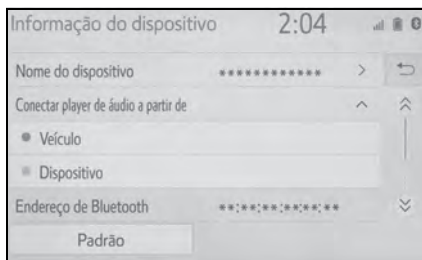 Informação do dispositivo 2:04
Nome do dispositivo ************
Conectar player de áudio a partir de
Veículo
Dispositivo
Endereço de Bluetooth **:**:**:**:**:**
Padrão